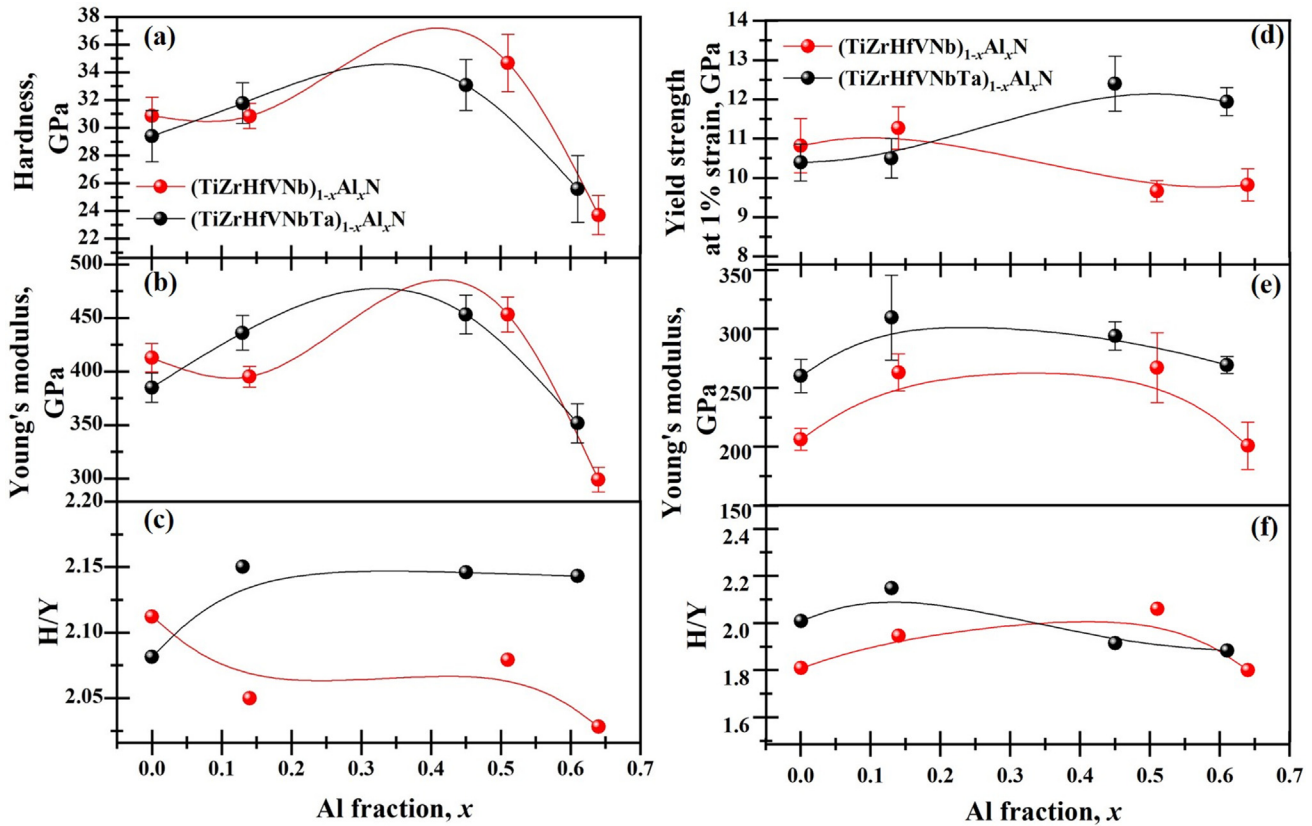 (a)
Hardness,
GPa
38
36
34
32
30
28
26
24
22
(TiZrHfVNb)1-xAlxN
(TiZrHfVNbTa)1-xAlxN
(b)
Young's modulus,
GPa
500
450
400
350
300
(c)
H/Y
2.20
2.15
2.10
2.05
0.0 0.1 0.2 0.3 0.4 0.5 0.6 0.7
Al fraction, x
(d)
Yield strength
at 1% strain, GPa
14
13
12
11
10
9
8
(TiZrHfVNb)1-xAlxN
(TiZrHfVNbTa)1-xAlxN
(e)
Young's modulus,
GPa
350
300
250
200
150
(f)
H/Y
2.4
2.2
2.0
1.8
1.6
0.0 0.1 0.2 0.3 0.4 0.5 0.6 0.7
Al fraction, x